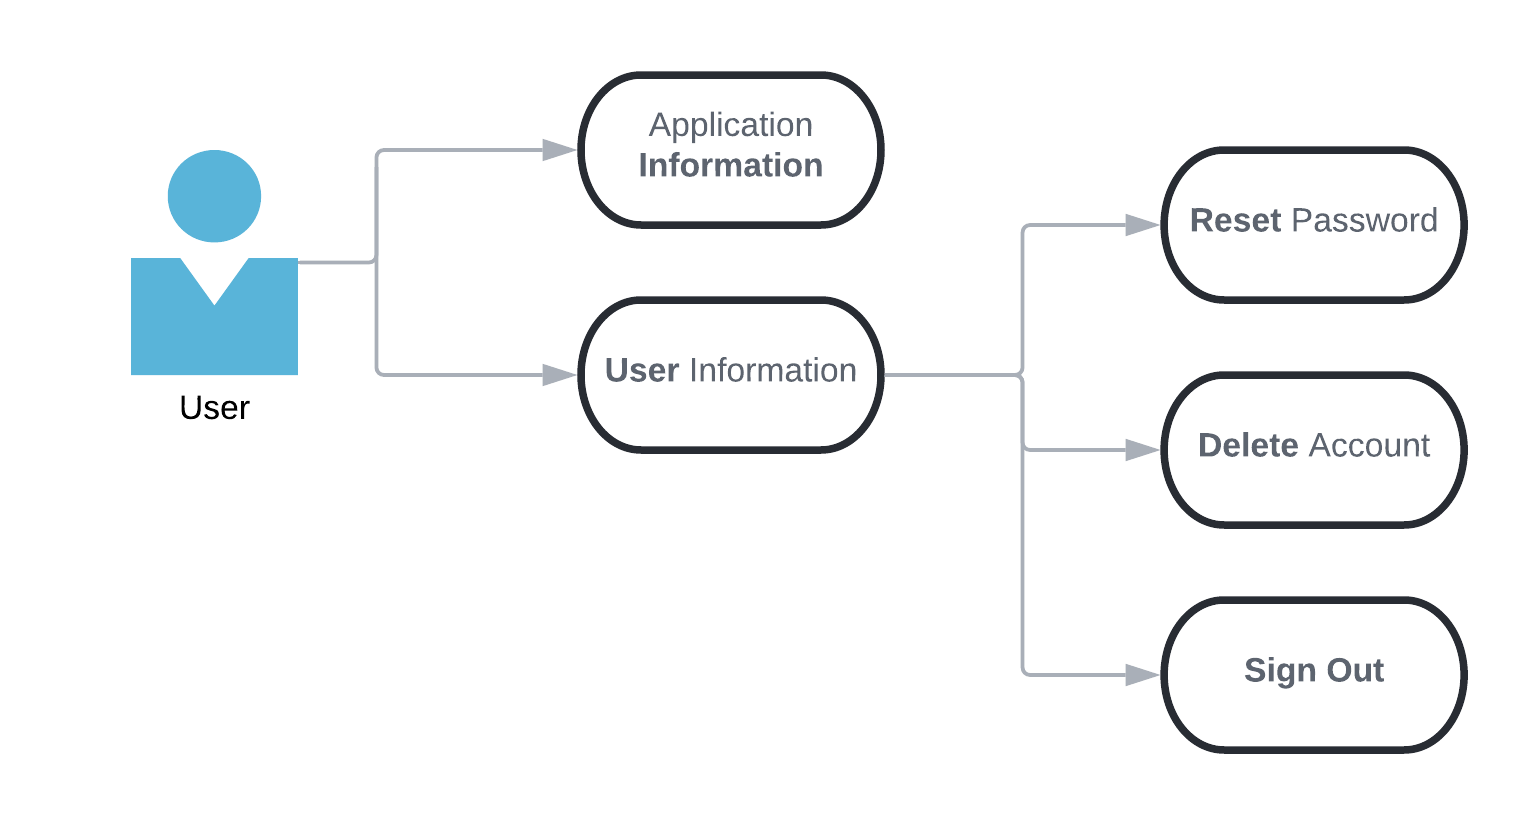 Application
Information
Reset Password
User Information
User
Delete Account
Sign Out